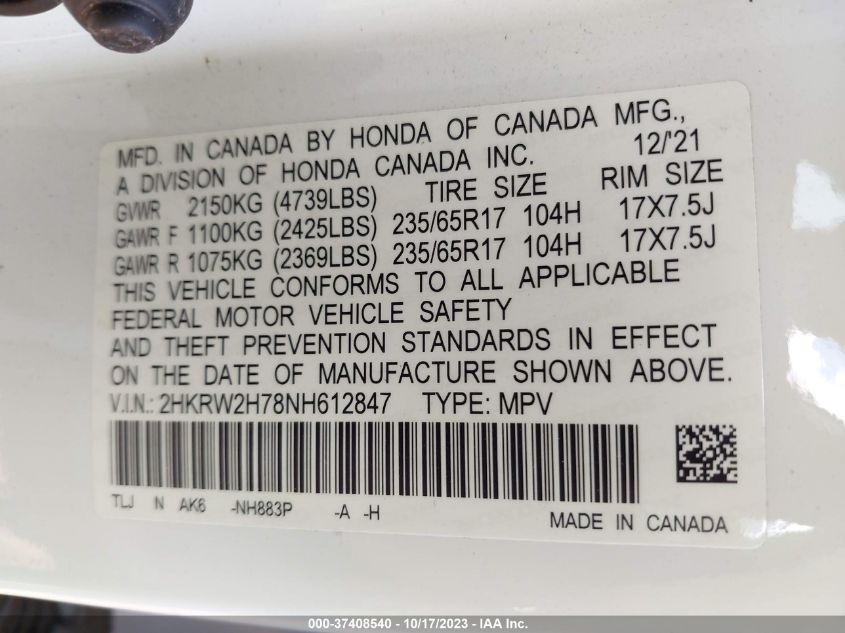 MFD. IN CANADA BY HONDA OF CANADA MFG.,
A DIVISION OF HONDA CANADA INC. 12/'21
GVWR 2150KG (4739LBS) TIRE SIZE RIM SIZE
GAWR F 1100KG (2425LBS) 235/65R17 104H 17X7.5J
GAWR R 1075KG (2369LBS) 235/65R17 104H 17X7.5J
THIS VEHICLE CONFORMS TO ALL APPLICABLE
FEDERAL MOTOR VEHICLE SAFETY
AND THEFT PREVENTION STANDARDS IN EFFECT
ON THE DATE OF MANUFACTURE SHOWN ABOVE.
V.I.N.: 2HKRW2H78NH612847 TYPE: MPV
TLJ N AK6 -NH883P -A -H
MADE IN CANADA
000-37408540 - 10/17/2023 - IAA Inc.